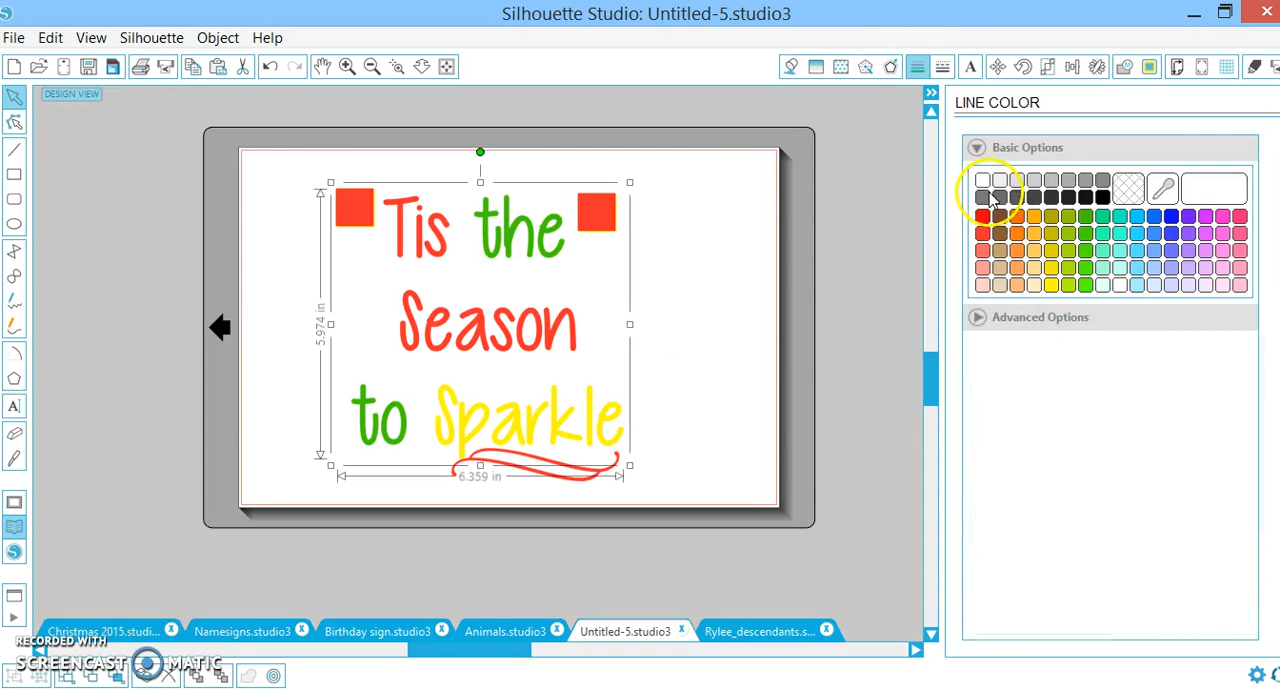 Silhouette Studio: Untitled-5.studio3
File Edit View Silhouette Object Help
DESIGN VIEW
LINE COLOR
Basic Options
Advanced Options
Tis the
Season
to Sparkle
5.974 in
6.359 in
Christmas 2015.studi... Namesigns.studio3 Birthday sign.studio3 Animals.studio3 Untitled-5.studio3 Rylee_descendants.s...
RECORDED WITH
SCREENCAST MATIC